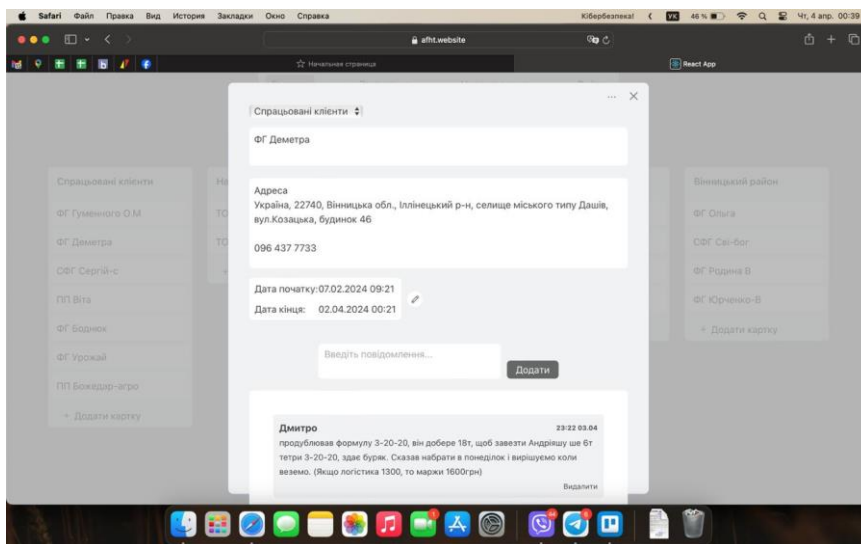 Safari Файл Правка Вид История Закладки Окно Справка
Кібербезпека! УК 46 % Чт, 4 апр. 00:39
afht.website
Начальная страница React App
Спрацьовані клієнти
ФГ Деметра
Адреса
Україна, 22740, Вінницька обл., Іллінецький р-н, селище міського типу Дашів,
вул.Козацька, будинок 46
096 437 7733
Дата початку:07.02.2024 09:21
Дата кінця: 02.04.2024 00:21
Введіть повідомлення...
Додати
Дмитро 23:22 03.04
продублював формулу 3-20-20, він добере 18т, щоб завезти Андріяшу ше 6т
тетри 3-20-20, здає буряк. Сказав набрати в понеділок і вирішуємо коли
веземо. (Якщо логістика 1300, то маржи 1600грн)
Видалити
Спрацьовані клієнти
ФГ Гуменного О.М
ФГ Деметра
СФГ Сергій-с
ПП Віта
ФГ Боднюк
ФГ Урожай
ПП Божедар-агро
+ Додати картку
На
ТО
ТО
+
Вінницький район
ФГ Ольга
СФГ Сві-бог
ФГ Родина В
ФГ Юрченко-В
+ Додати картку